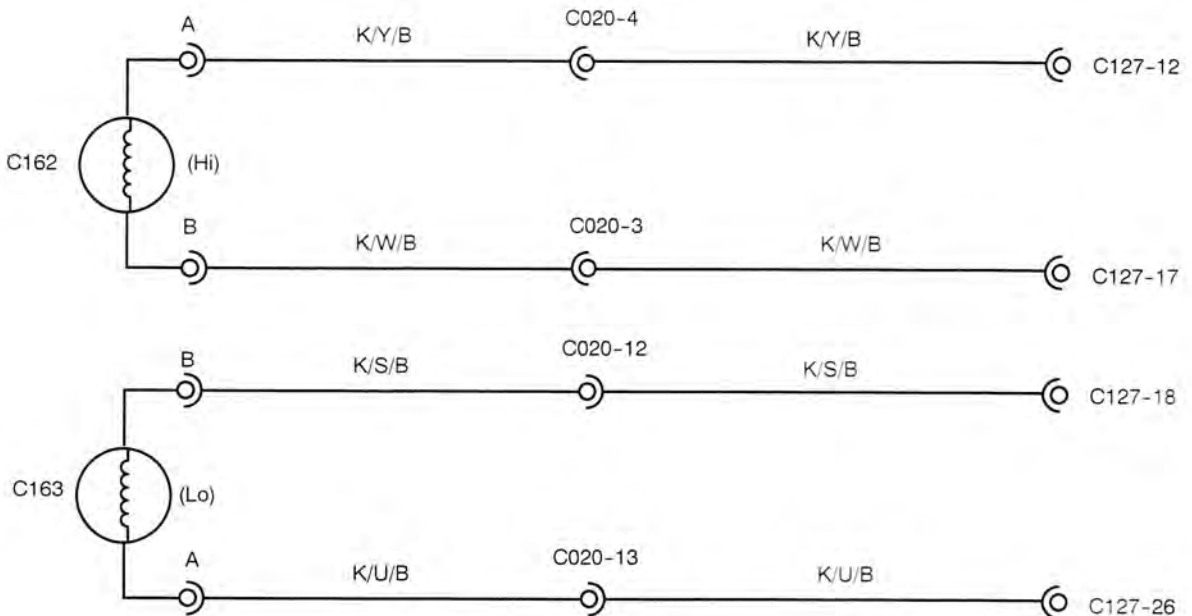 A K/Y/B C020-4 K/Y/B C127-12
C162 (Hi)
B K/W/B C020-3 K/W/B C127-17
B K/S/B C020-12 K/S/B C127-18
C163 (Lo)
A K/U/B C020-13 K/U/B C127-26